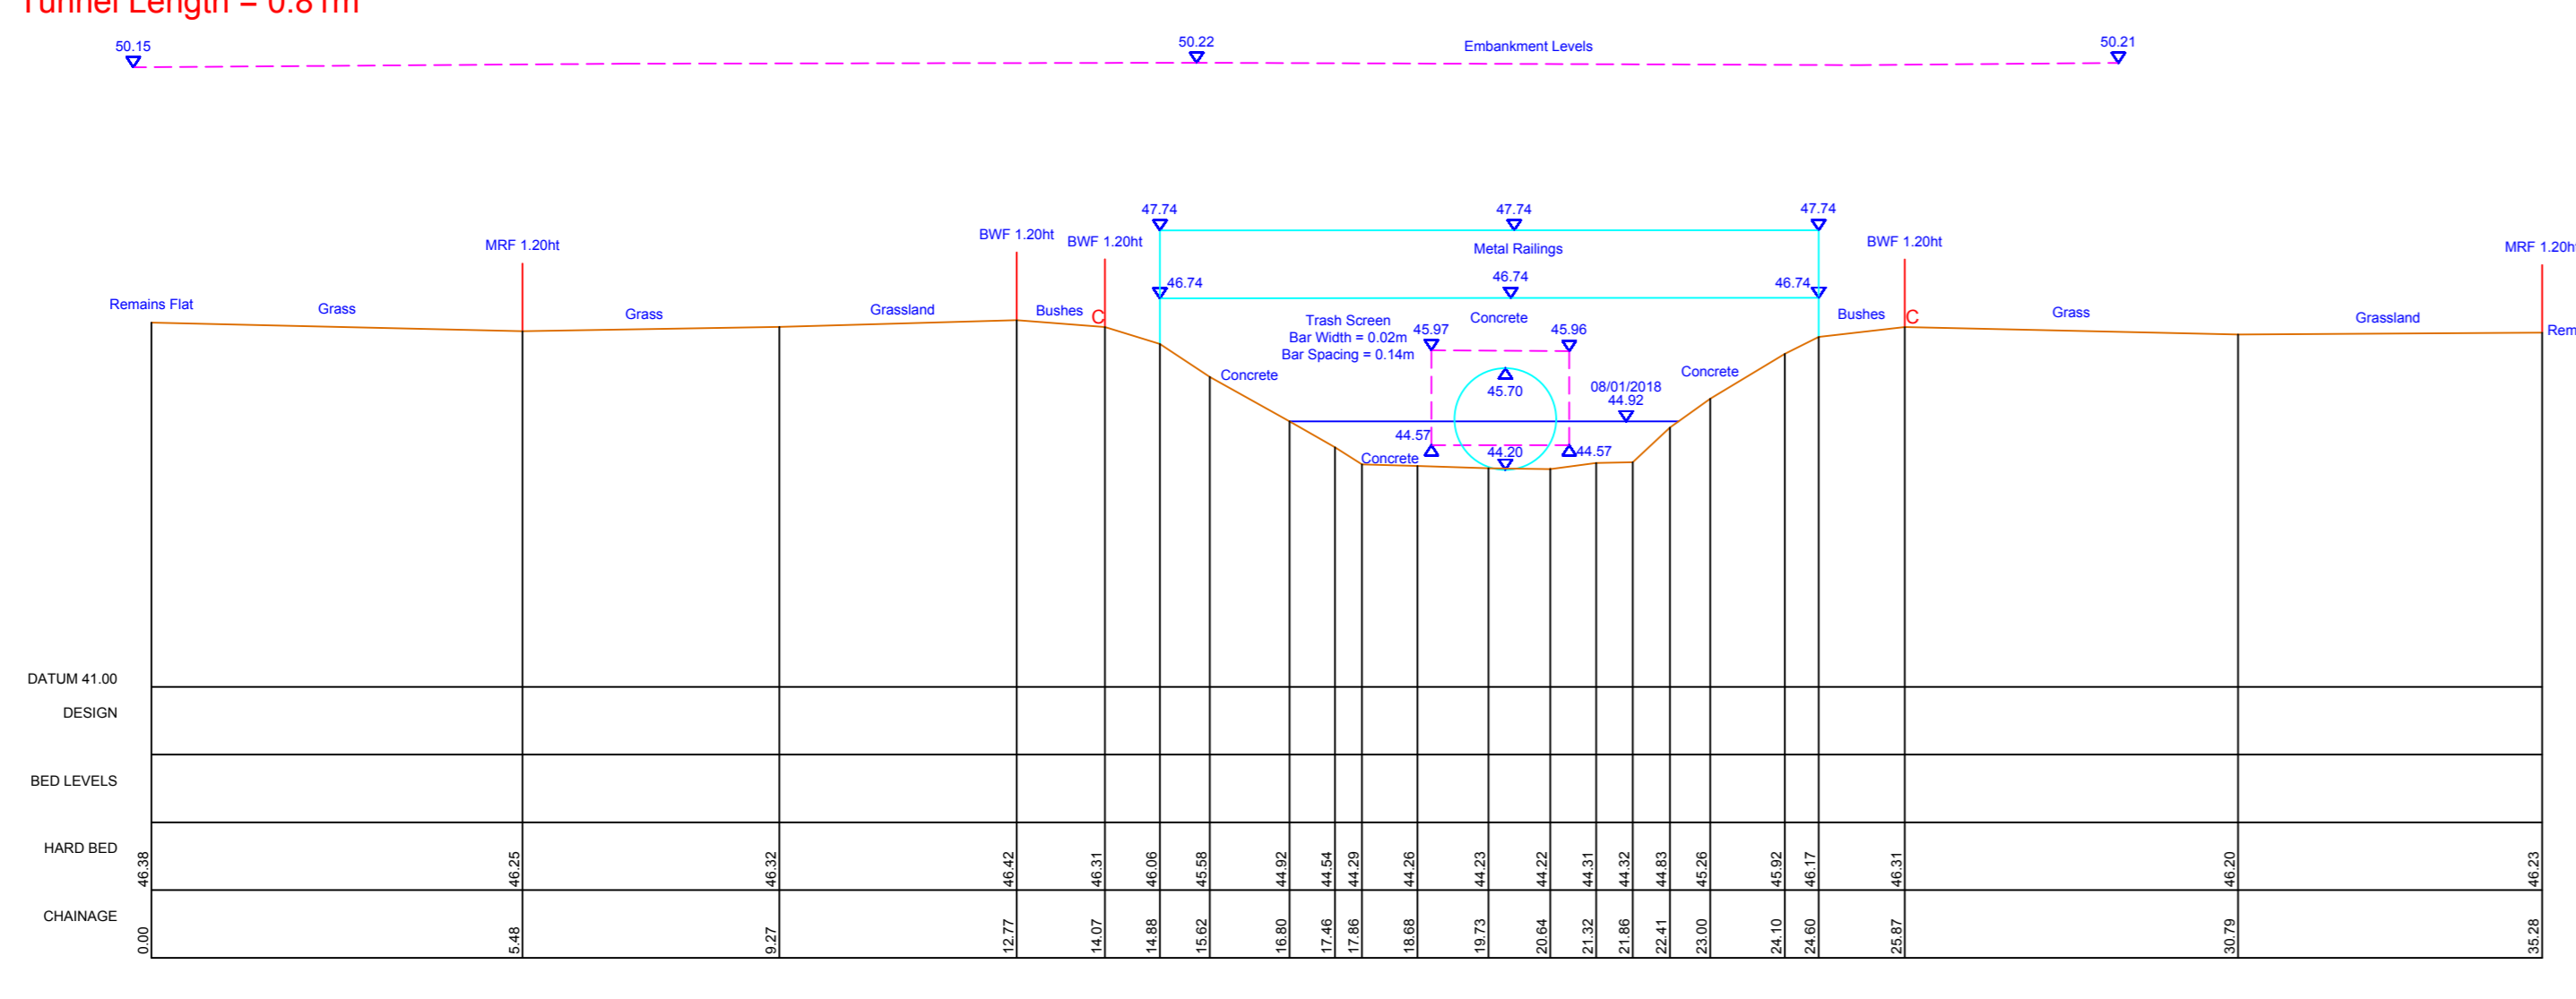 Tunnel Length = 0.81m
50.15
50.22
Embankment Levels
50.21
47.74
47.74
47.74
MRF 1.20ht
BWF 1.20ht
BWF 1.20ht
Metal Railings
BWF 1.20ht
MRF 1.20ht
46.74
46.74
46.74
Remains Flat
Grass
Grass
Grassland
Bushes
C
Trash Screen
Bar Width = 0.02m
Bar Spacing = 0.14m
45.97
Concrete
45.96
Bushes
C
Grass
Grassland
Rem
Concrete
45.70
08/01/2018
44.92
Concrete
44.57
Concrete
44.20
44.57
DATUM 41.00
DESIGN
BED LEVELS
HARD BED
46.38 46.25 46.32 46.42 46.31 46.06 45.58 44.92 44.54 44.29 44.26 44.23 44.22 44.31 44.32 44.83 45.26 45.92 46.17 46.31 46.20 46.23
CHAINAGE
0.00 5.48 9.27 12.77 14.07 14.88 15.62 16.80 17.46 17.86 18.68 19.73 20.64 21.32 21.86 22.41 23.00 24.10 24.60 25.87 30.79 35.28